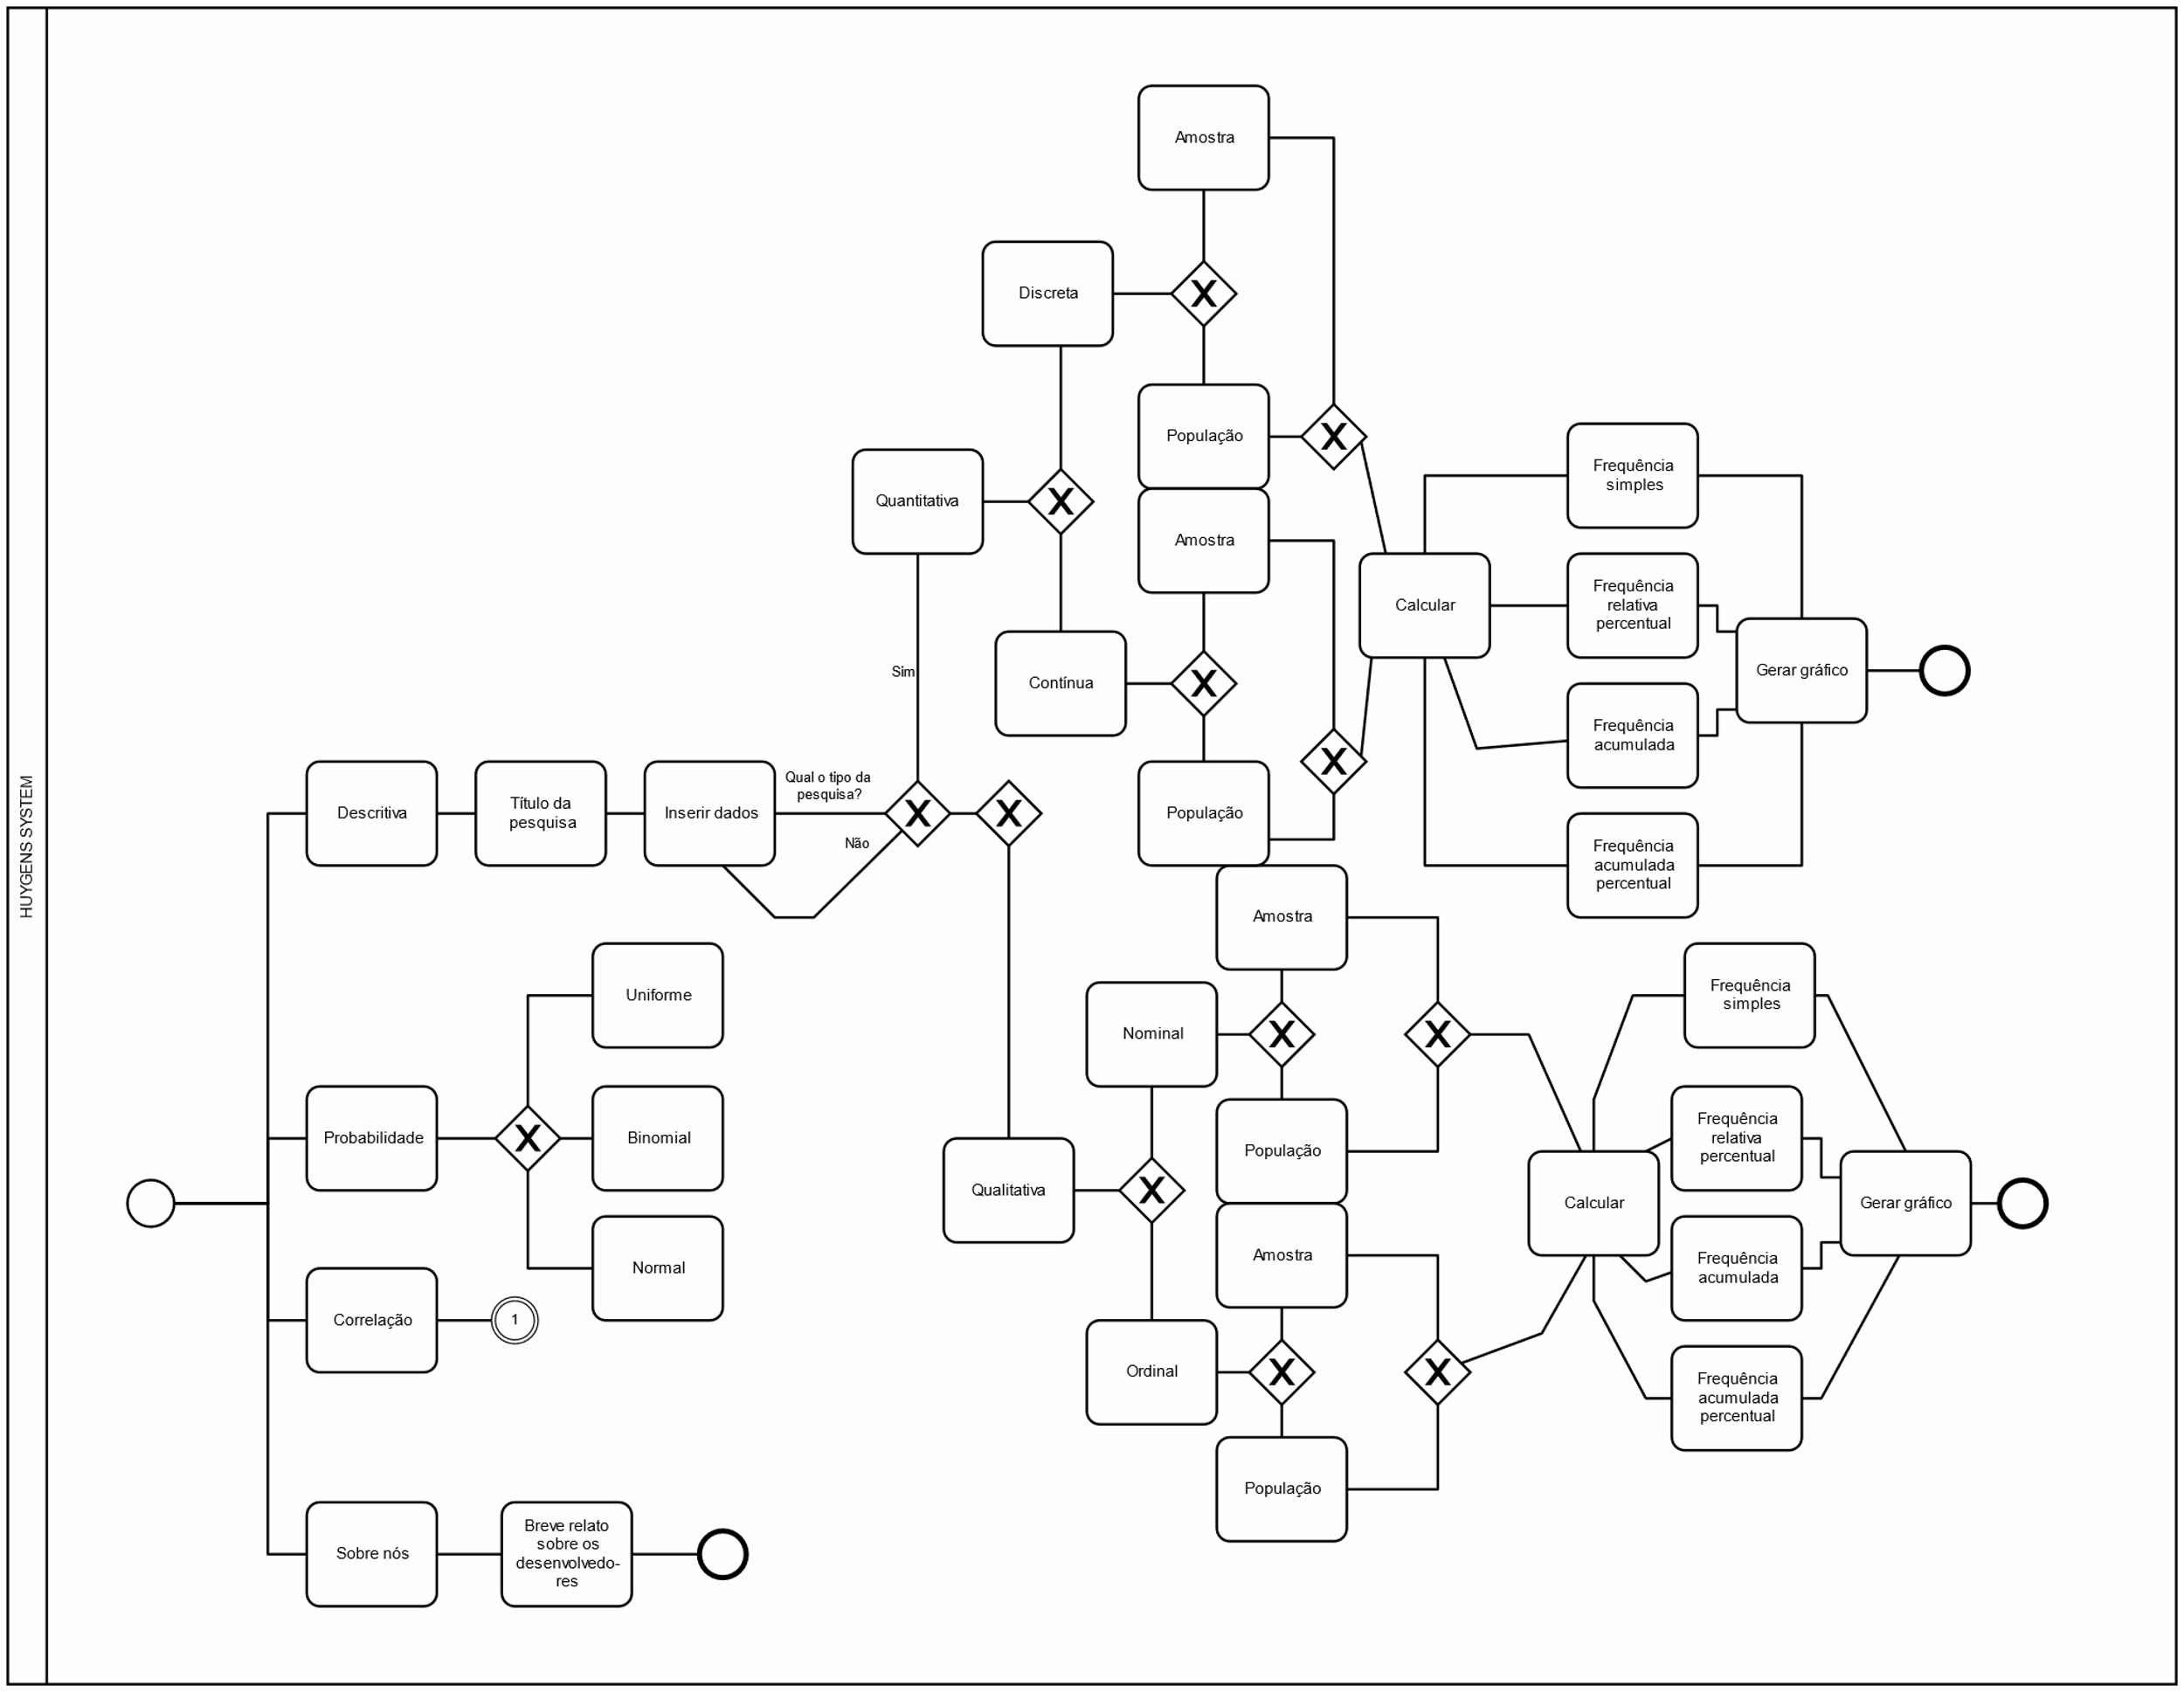 HUYGENS SYSTEM
Amostra
Discreta
População
Quantitativa
Amostra
Contínua
Sim
População
Calcular
Frequência
simples
Frequência
relativa
percentual
Frequência
acumulada
Frequência
acumulada
percentual
Gerar gráfico
Descritiva
Título da
pesquisa
Inserir dados
Qual o tipo da
pesquisa?
Não
Uniforme
Probabilidade
Binomial
Normal
Correlação
1
Sobre nós
Breve relato
sobre os
desenvolvedo-
res
Amostra
Nominal
População
Qualitativa
Amostra
Ordinal
População
Calcular
Frequência
simples
Frequência
relativa
percentual
Frequência
acumulada
Frequência
acumulada
percentual
Gerar gráfico